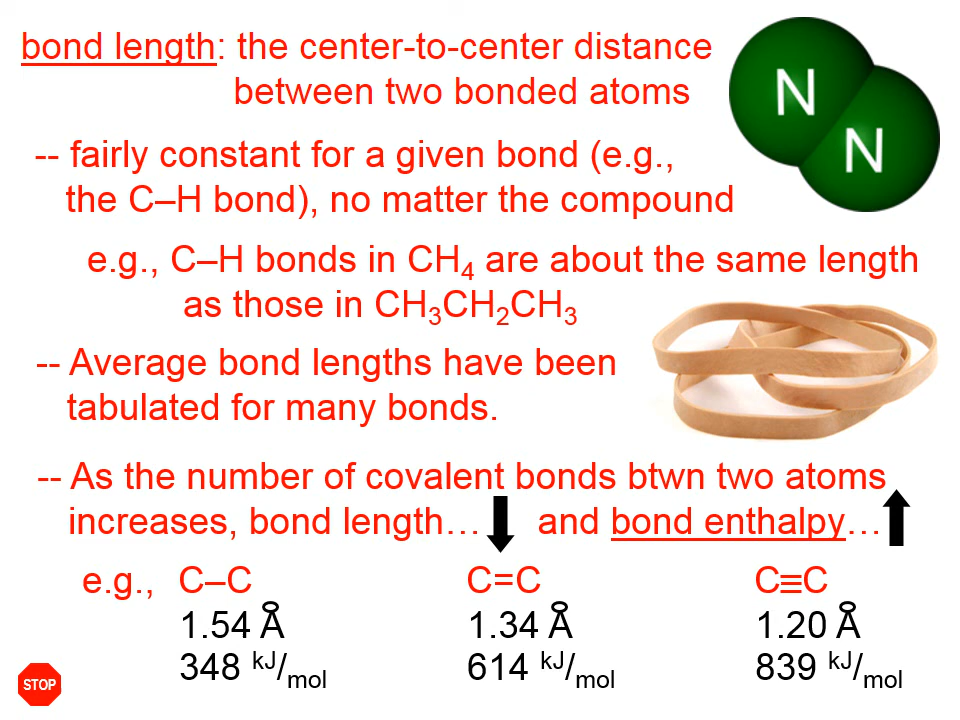 bond length: the center-to-center distance
between two bonded atoms
N
N
-- fairly constant for a given bond (e.g.,
the C–H bond), no matter the compound
e.g., C–H bonds in CH₄ are about the same length
as those in CH₃CH₂CH₃
-- Average bond lengths have been
tabulated for many bonds.
-- As the number of covalent bonds btwn two atoms
increases, bond length… and bond enthalpy…
e.g., C–C C=C C≡C
1.54 Å 1.34 Å 1.20 Å
348 kJ/mol 614 kJ/mol 839 kJ/mol
STOP